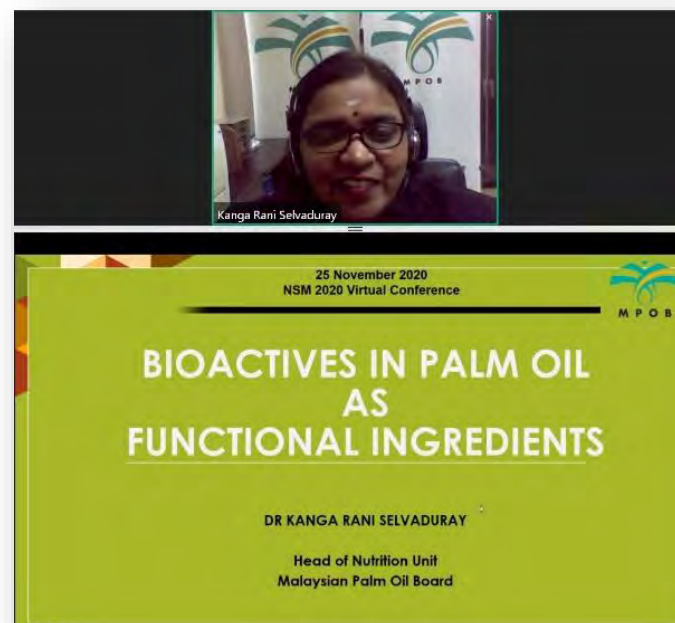 MPOB
Kanga Rani Selvaduray
25 November 2020
NSM 2020 Virtual Conference
MPOB
BIOACTIVES IN PALM OIL
AS
FUNCTIONAL INGREDIENTS
DR KANGA RANI SELVADURAY
Head of Nutrition Unit
Malaysian Palm Oil Board